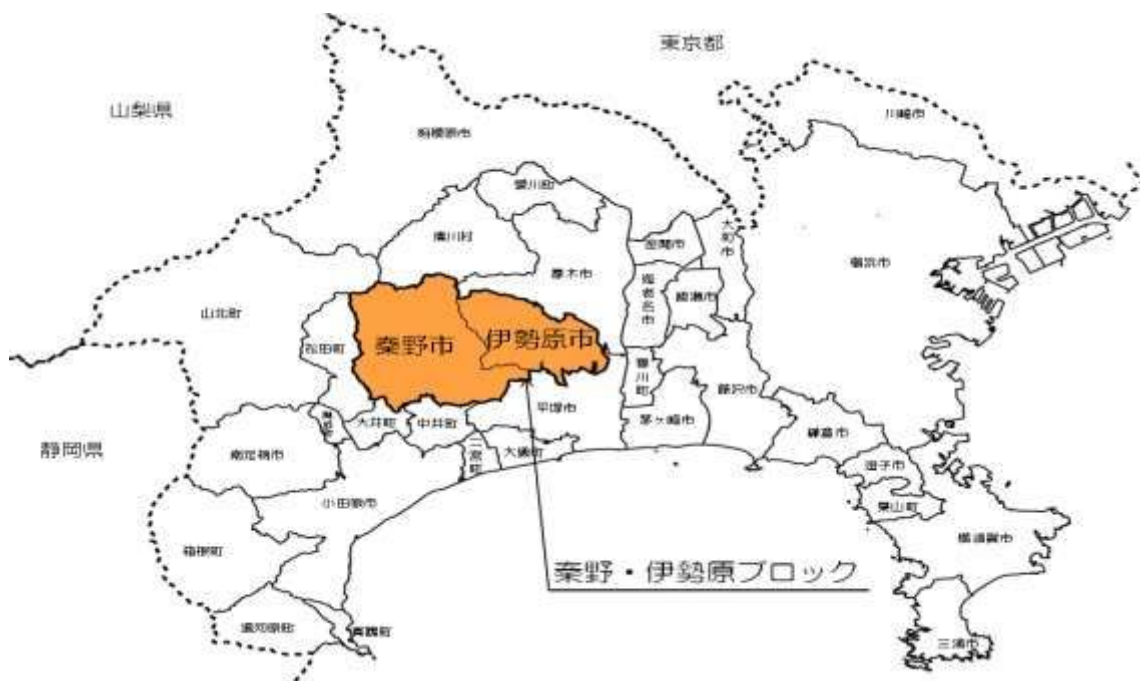 東京都
山梨県
川崎市
相模原市
愛川町
清川村
大和市
座間市
厚木市
横浜市
海老名市
綾瀬市
山北町
松田町
秦野市
伊勢原市
寒川町
藤沢市
平塚市
茅ヶ崎市
大井町
中井町
鎌倉市
静岡県
南足柄市
二宮町
大磯町
逗子市
小田原市
葉山町
横須賀市
箱根町
秦野・伊勢原ブロック
湯河原町
真鶴町
三浦市